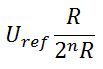 U_ref R/(2^n R)